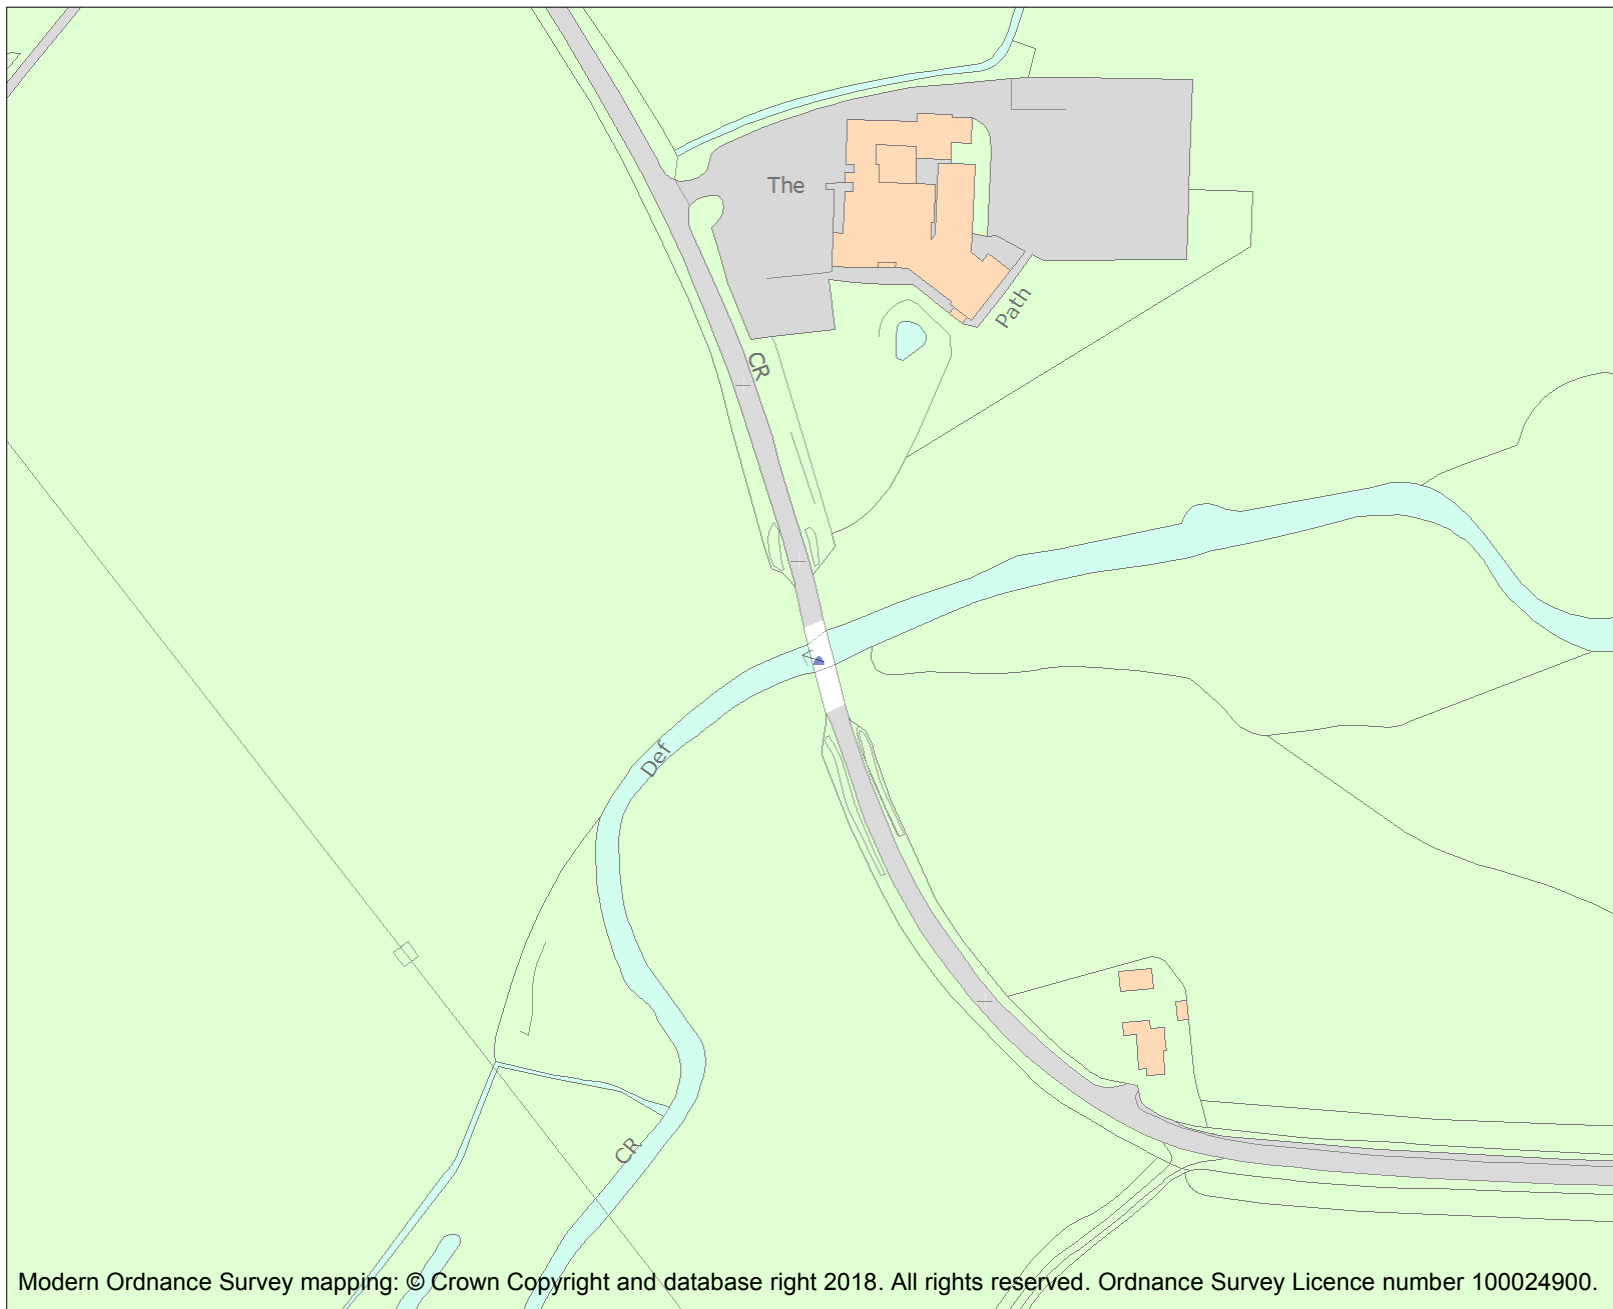 The
Path
CR
Def
CR
Modern Ordnance Survey mapping: © Crown Copyright and database right 2018. All rights reserved. Ordnance Survey Licence number 100024900.